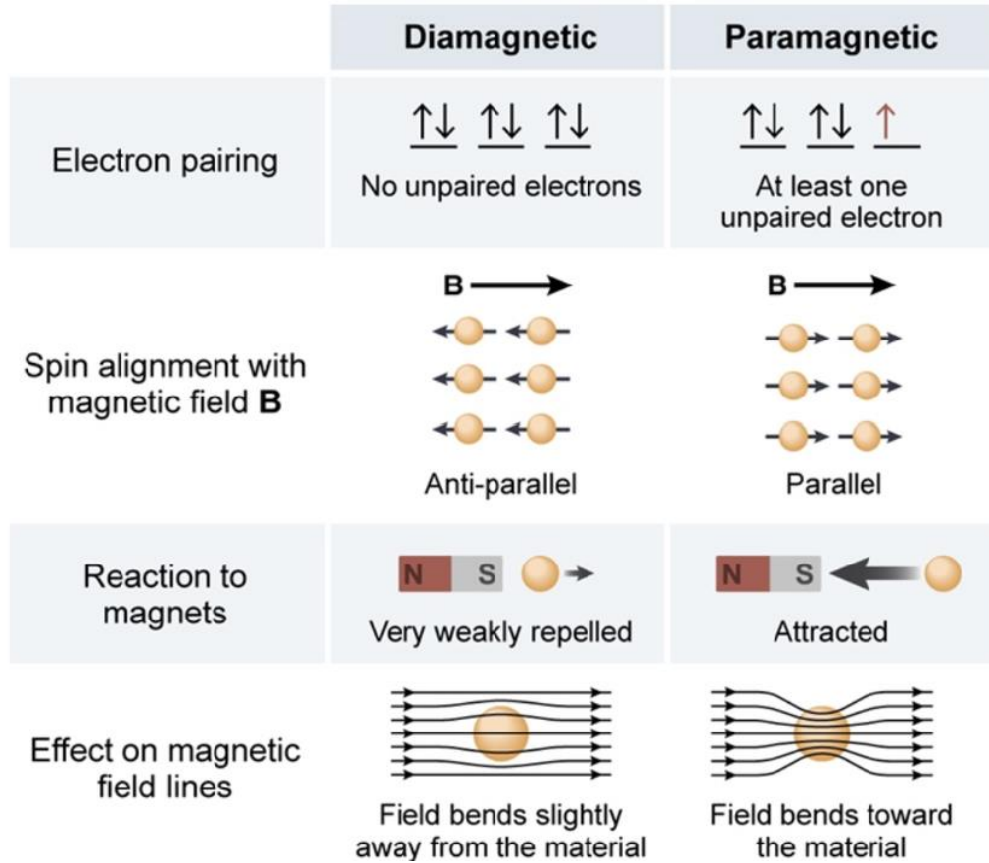 Diamagnetic
Paramagnetic
Electron pairing
No unpaired electrons
At least one
unpaired electron
Spin alignment with
magnetic field B
B
Anti-parallel
B
Parallel
Reaction to
magnets
N S
Very weakly repelled
N S
Attracted
Effect on magnetic
field lines
Field bends slightly
away from the material
Field bends toward
the material